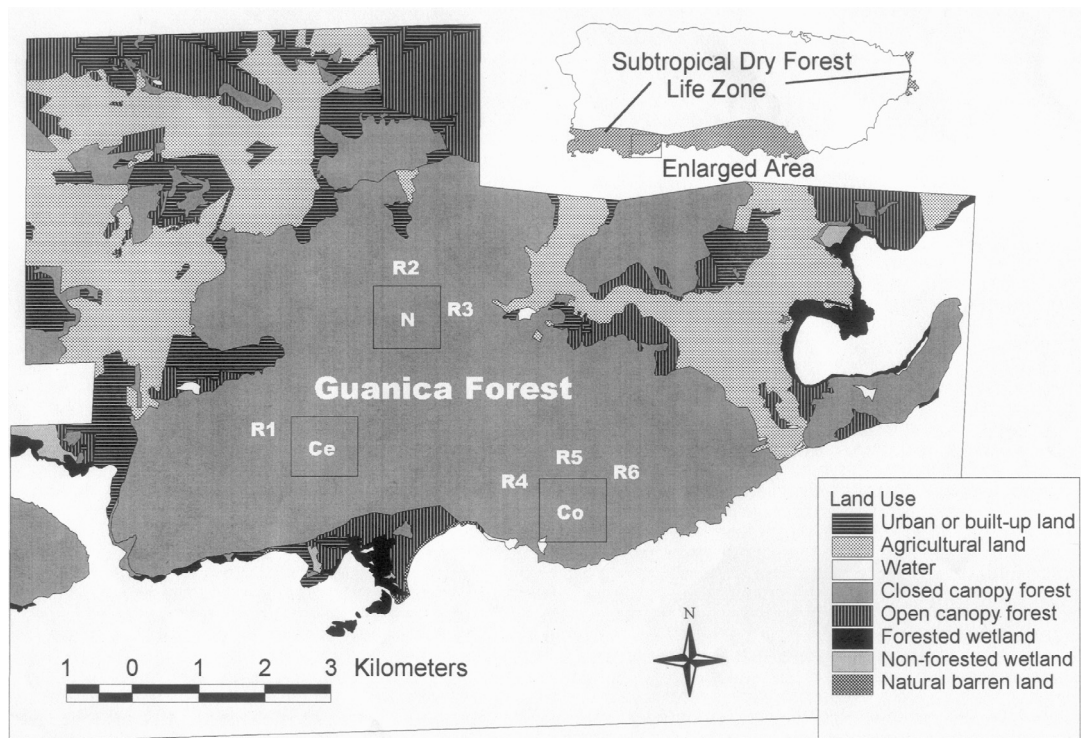 Subtropical Dry Forest
Life Zone
Enlarged Area
R2
N
R3
Guanica Forest
R1
Ce
R5
R4
R6
Co
Land Use
Urban or built-up land
Agricultural land
Water
Closed canopy forest
Open canopy forest
Forested wetland
Non-forested wetland
Natural barren land
N
1 0 1 2 3 Kilometers